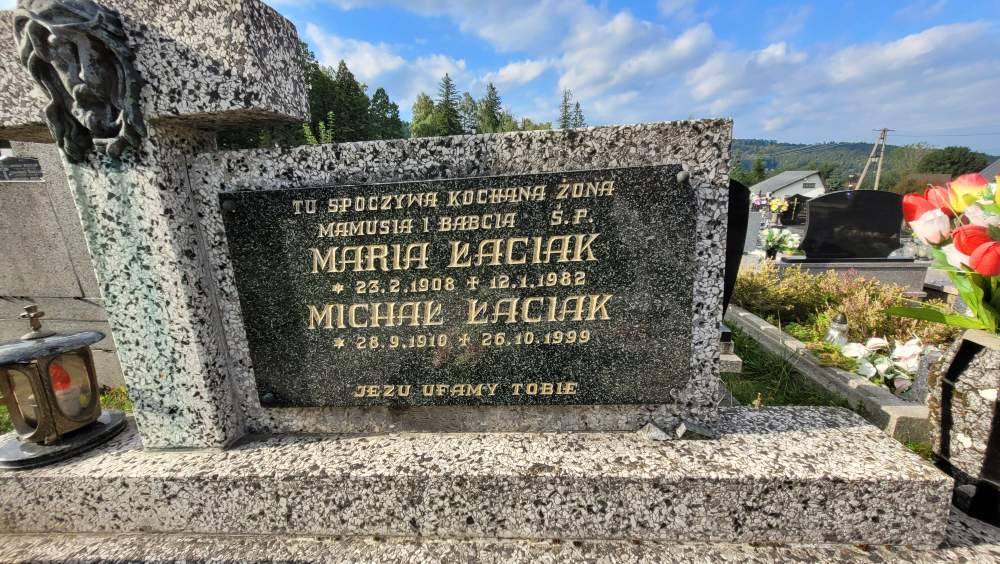 TU SPOCZYWA KOCHANA ŻONA
MAMUSIA I BABCIA Ś.P.
MARIA ŁACIAK
* 23.2.1908 + 12.1.1982
MICHAŁ ŁACIAK
* 28.9.1910 + 26.10.1999
JEZU UFAMY TOBIE